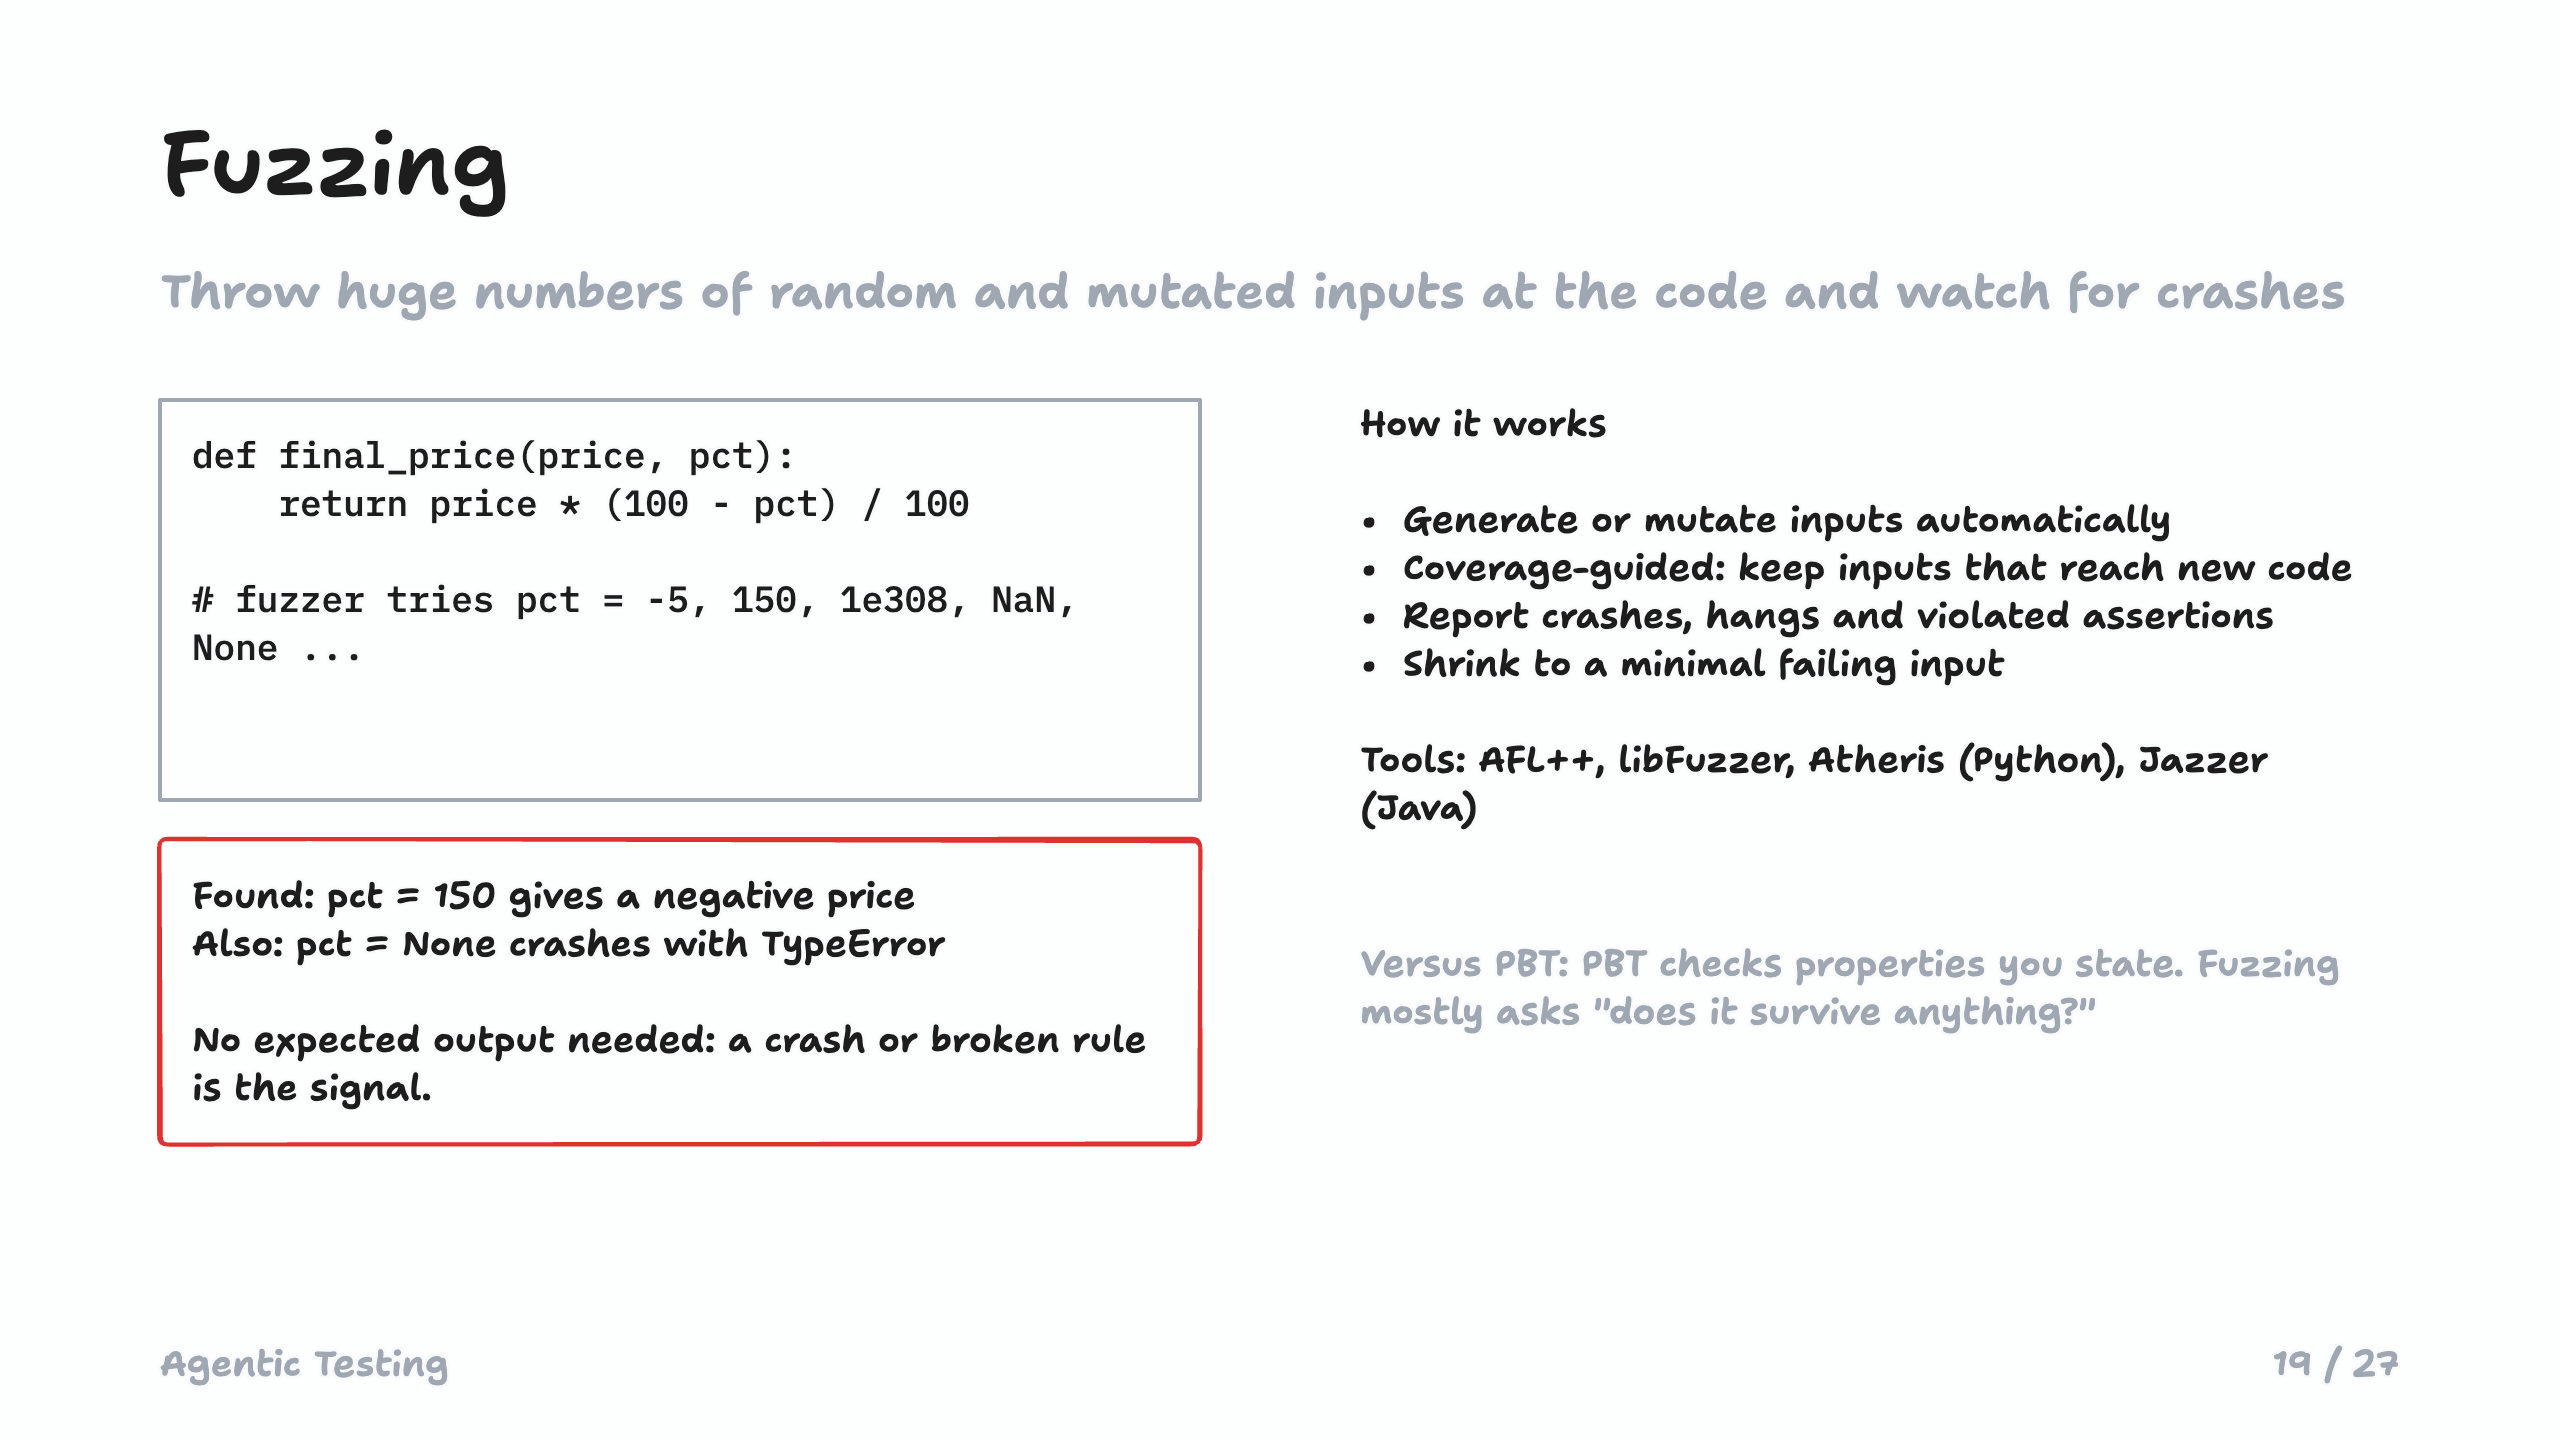 Fuzzing
Throw huge numbers of random and mutated inputs at the code and watch for crashes
def final_price(price, pct):
    return price * (100 - pct) / 100
# fuzzer tries pct = -5, 150, 1e308, NaN,
None ...
Found: pct = 150 gives a negative price
Also: pct = None crashes with TypeError
No expected output needed: a crash or broken rule
is the signal.
How it works
• Generate or mutate inputs automatically
• Coverage-guided: keep inputs that reach new code
• Report crashes, hangs and violated assertions
• Shrink to a minimal failing input
Tools: AFL++, libFuzzer, Atheris (Python), Jazzer
(Java)
Versus PBT: PBT checks properties you state. Fuzzing
mostly asks "does it survive anything?"
Agentic Testing
19 / 27